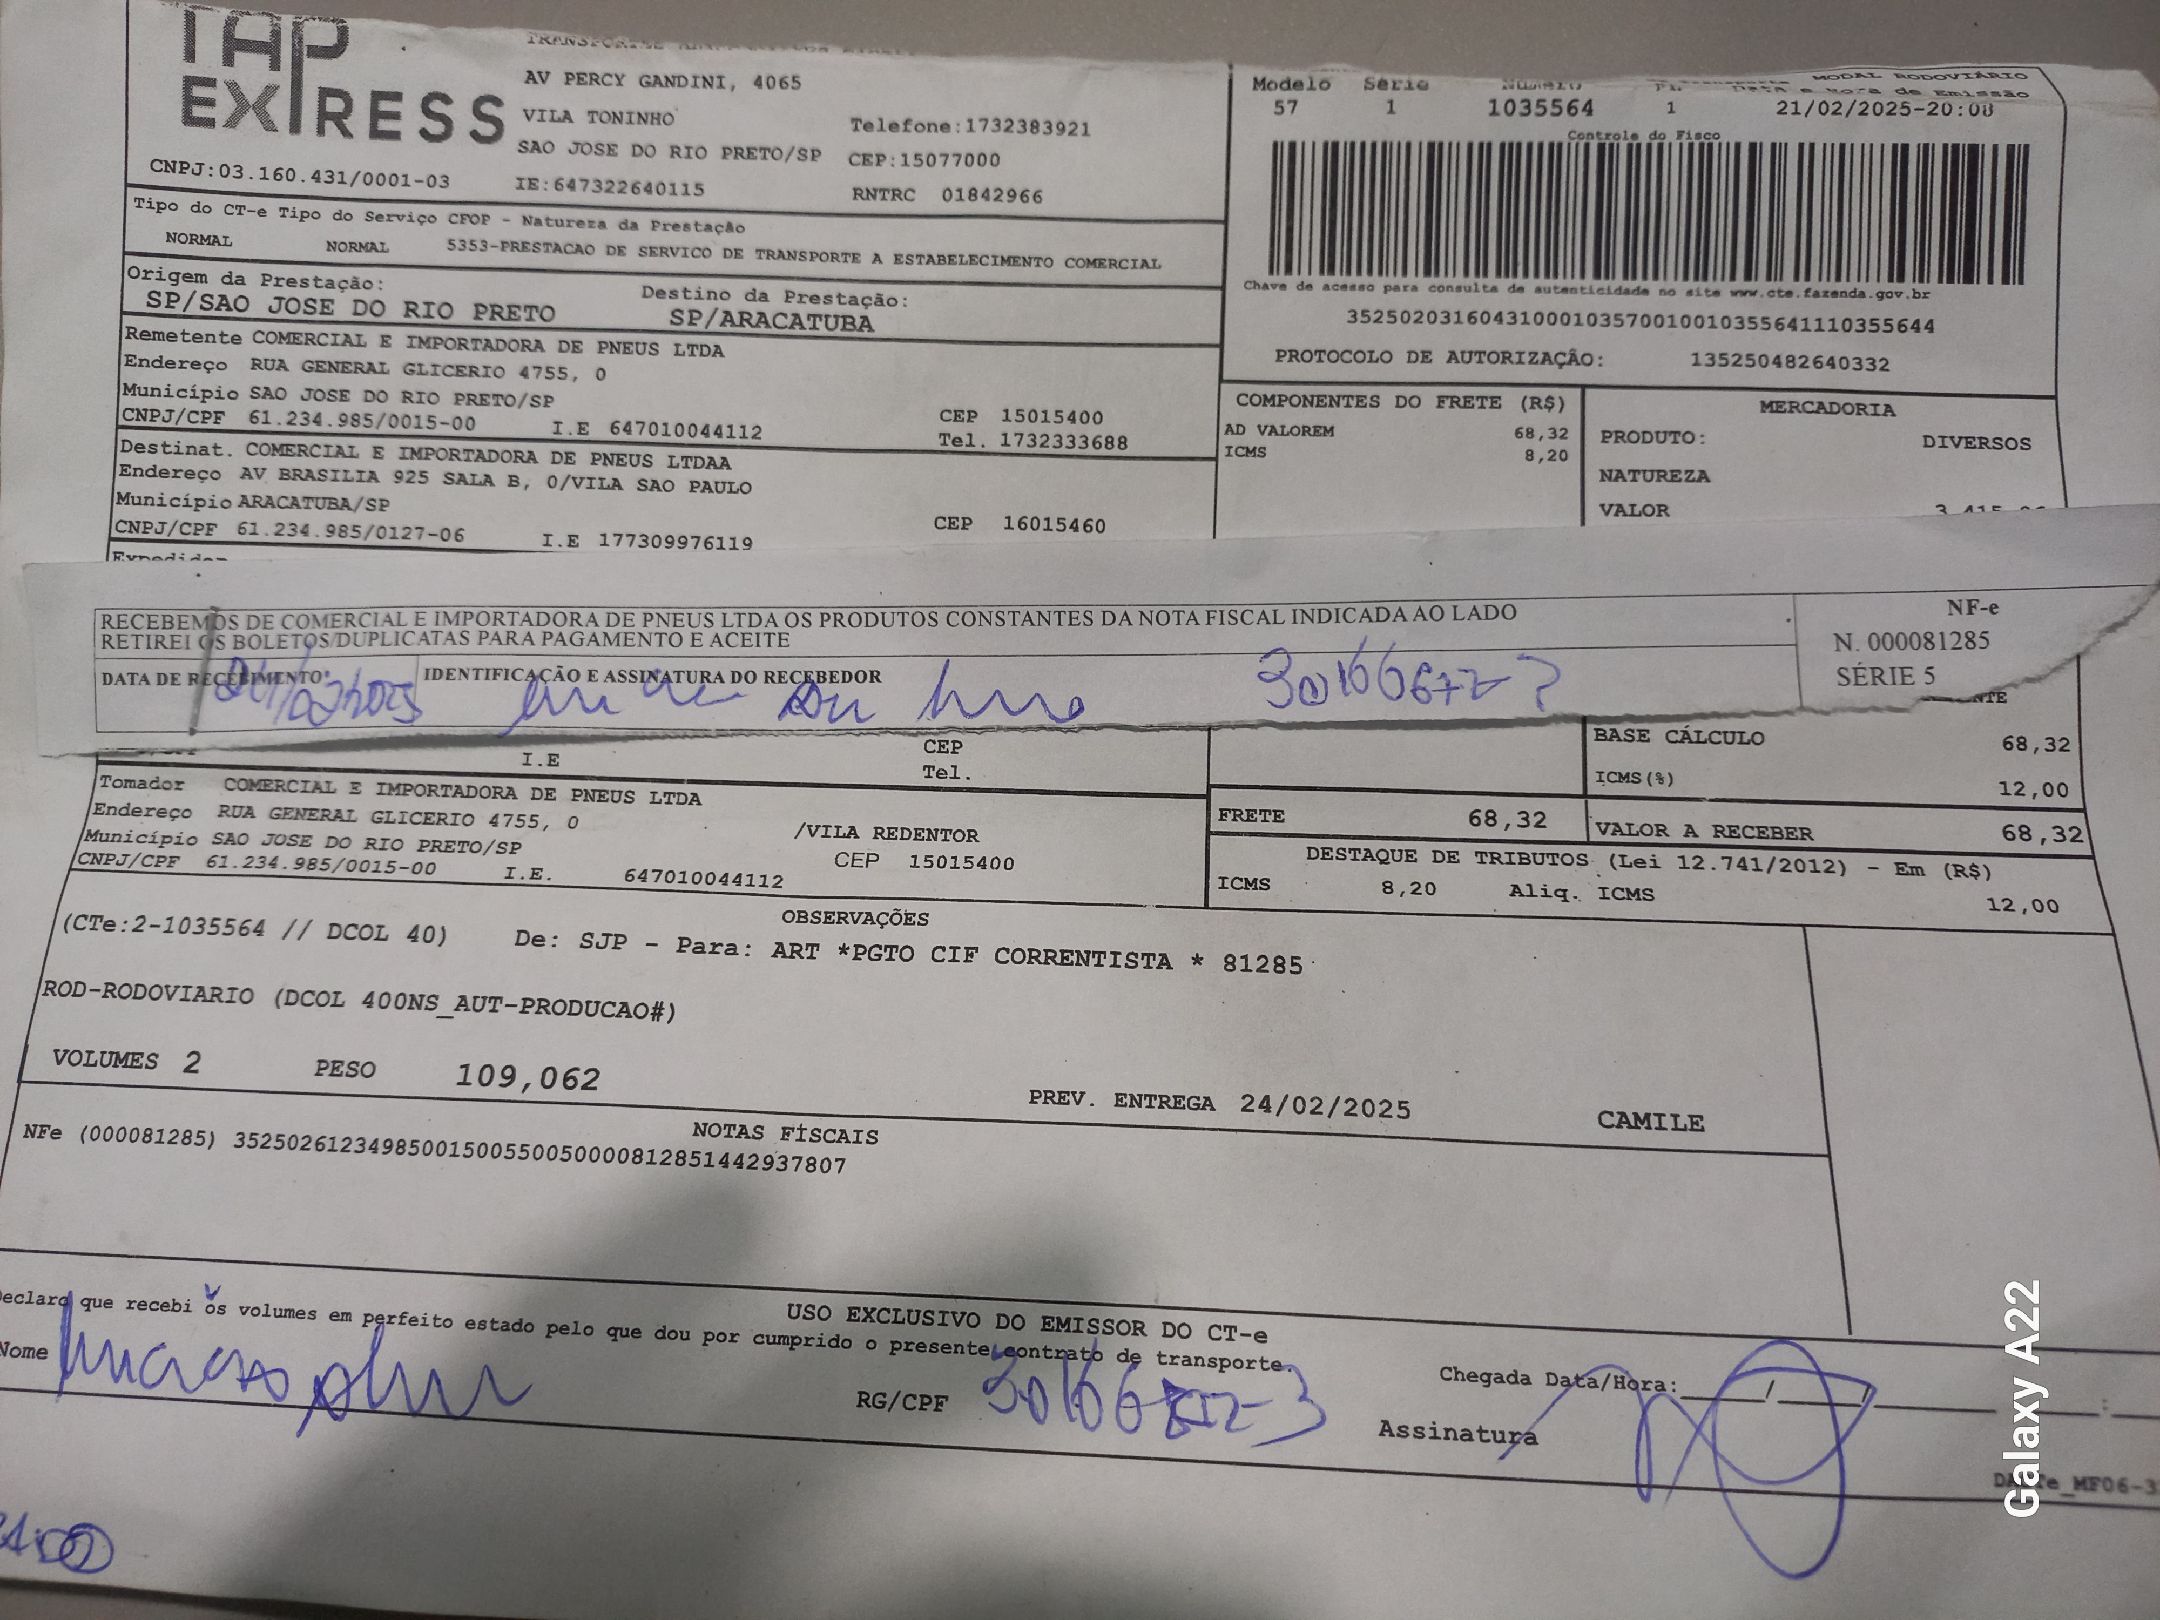 TAP
EXPRESS
AV PERCY GANDINI, 4065
VILA TONINHO
Telefone:1732383921
SAO JOSE DO RIO PRETO/SP CEP:15077000
CNPJ:03.160.431/0001-03 IE:647322640115 RNTRC 01842966
MODAL RODOVIÁRIO
Modelo Série Número Data e Hora de Emissão
57 1 1035564 1 21/02/2025-20:08
Controle do Fisco
Chave de acesso para consulta de autenticidade no site www.cte.fazenda.gov.br
35250203160431000103570010010355641110355644
PROTOCOLO DE AUTORIZAÇÃO: 135250482640332
Tipo do CT-e Tipo do Serviço CFOP - Natureza da Prestação
NORMAL NORMAL 5353-PRESTACAO DE SERVICO DE TRANSPORTE A ESTABELECIMENTO COMERCIAL
Origem da Prestação: Destino da Prestação:
SP/SAO JOSE DO RIO PRETO SP/ARACATUBA
Remetente COMERCIAL E IMPORTADORA DE PNEUS LTDA
Endereço RUA GENERAL GLICERIO 4755, 0
Município SAO JOSE DO RIO PRETO/SP CEP 15015400
CNPJ/CPF 61.234.985/0015-00 I.E 647010044112 Tel. 1732333688
Destinat. COMERCIAL E IMPORTADORA DE PNEUS LTDAA
Endereço AV BRASILIA 925 SALA B, 0/VILA SAO PAULO
Município ARACATUBA/SP CEP 16015460
CNPJ/CPF 61.234.985/0127-06 I.E 177309976119
COMPONENTES DO FRETE (R$)
AD VALOREM 68,32
ICMS 8,20
MERCADORIA
PRODUTO: DIVERSOS
NATUREZA
VALOR
RECEBEMOS DE COMERCIAL E IMPORTADORA DE PNEUS LTDA OS PRODUTOS CONSTANTES DA NOTA FISCAL INDICADA AO LADO
RETIREI OS BOLETOS/DUPLICATAS PARA PAGAMENTO E ACEITE
DATA DE RECEBIMENTO IDENTIFICAÇÃO E ASSINATURA DO RECEBEDOR
NF-e
N. 000081285
SÉRIE 5
CEP
I.E Tel.
BASE CÁLCULO 68,32
ICMS(%) 12,00
Tomador COMERCIAL E IMPORTADORA DE PNEUS LTDA
Endereço RUA GENERAL GLICERIO 4755, 0 /VILA REDENTOR
Município SAO JOSE DO RIO PRETO/SP CEP 15015400
CNPJ/CPF 61.234.985/0015-00 I.E. 647010044112
FRETE 68,32 VALOR A RECEBER 68,32
DESTAQUE DE TRIBUTOS (Lei 12.741/2012) - Em (R$)
ICMS 8,20 Aliq. ICMS 12,00
OBSERVAÇÕES
(CTe:2-1035564 // DCOL 40) De: SJP - Para: ART *PGTO CIF CORRENTISTA * 81285
ROD-RODOVIARIO (DCOL 400NS_AUT-PRODUCAO#)
VOLUMES 2 PESO 109,062
PREV. ENTREGA 24/02/2025 CAMILE
NOTAS FISCAIS
NFe (000081285) 35250261234985001500550050000812851442937807
USO EXCLUSIVO DO EMISSOR DO CT-e
Declaro que recebi os volumes em perfeito estado pelo que dou por cumprido o presente contrato de transporte.
Nome RG/CPF
Chegada Data/Hora: / / :
Assinatura
Galaxy A22